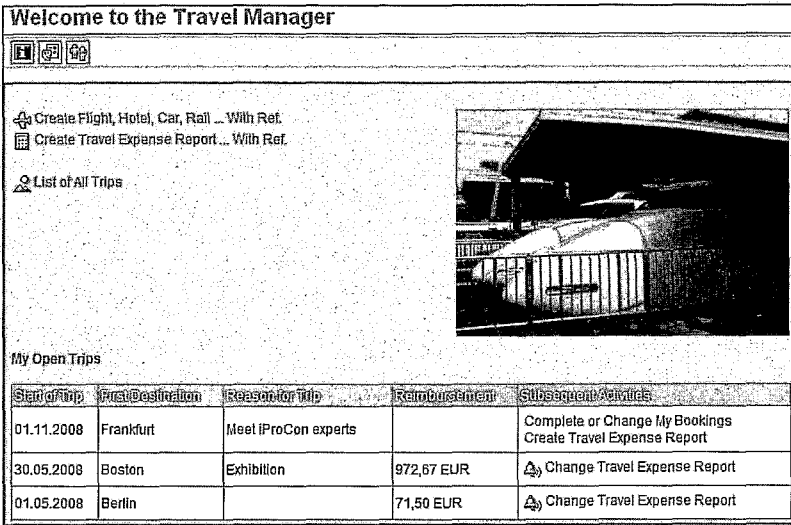 Welcome to the Travel Manager
Create Flight, Hotel, Car, Rail ... With Ref.
Create Travel Expense Report ... With Ref.
List of All Trips
My Open Trips
Start of Trip First Destination Reason for Trip Reimbursement Subsequent Activities
01.11.2008 Frankfurt Meet iProCon experts Complete or Change My Bookings
Create Travel Expense Report
30.05.2008 Boston Exhibition 972,67 EUR Change Travel Expense Report
01.05.2008 Berlin 71,50 EUR Change Travel Expense Report